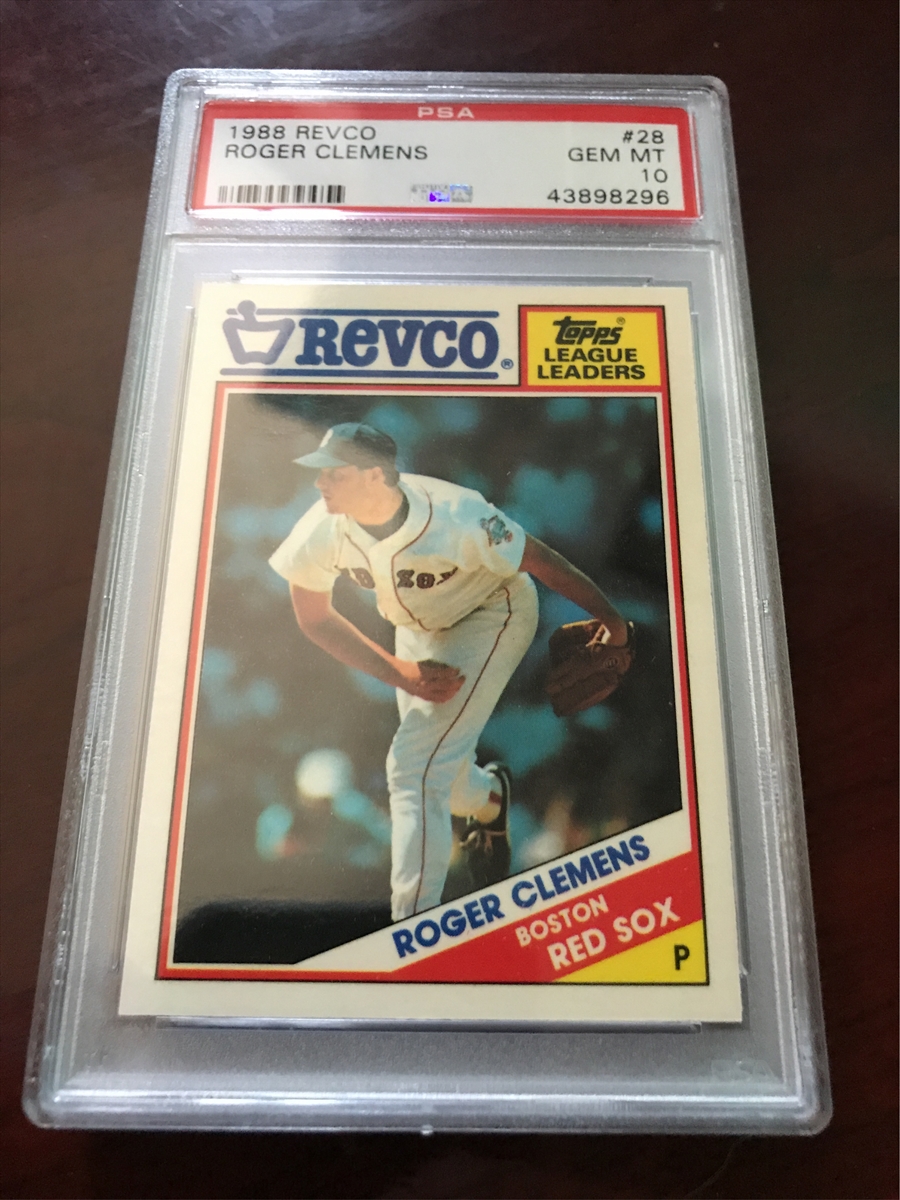 PSA
1988 REVCO #28
ROGER CLEMENS GEM MT
10
43898296
REVCO®
Topps®
LEAGUE
LEADERS
ROGER CLEMENS
BOSTON
RED SOX
P